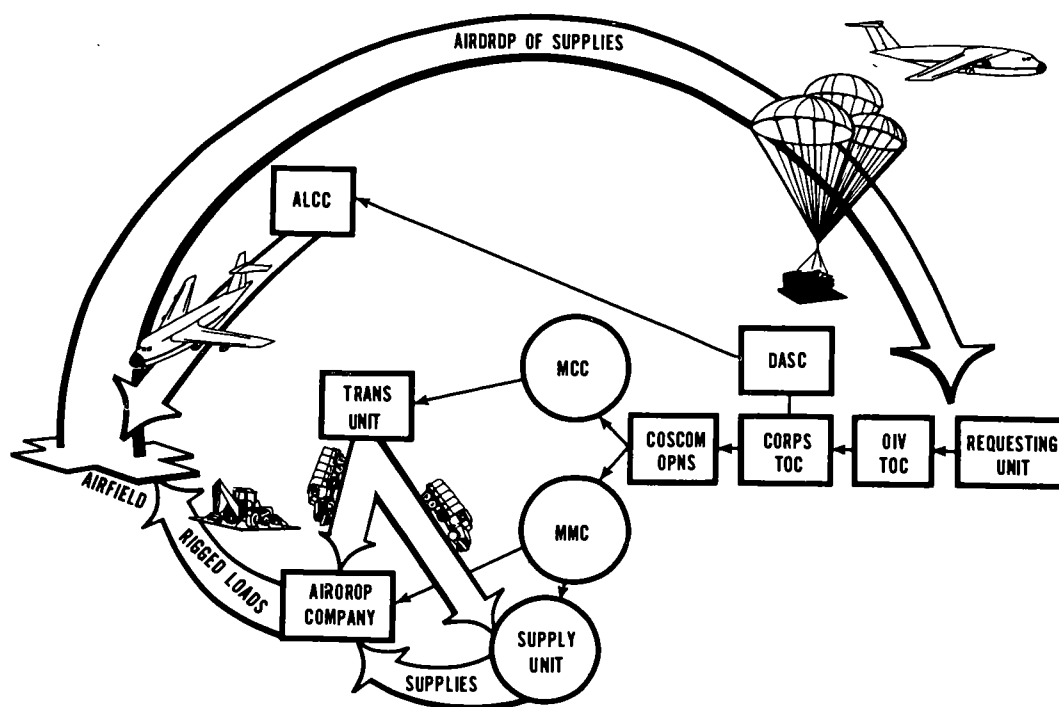 AIRDROP OF SUPPLIES
ALCC
DASC
MCC
TRANS
UNIT
COSCOM
OPNS
CORPS
TOC
OIV
TOC
REQUESTING
UNIT
AIRFIELD
MMC
RIGGED LOADS
AIROROP
COMPANY
SUPPLY
UNIT
SUPPLIES